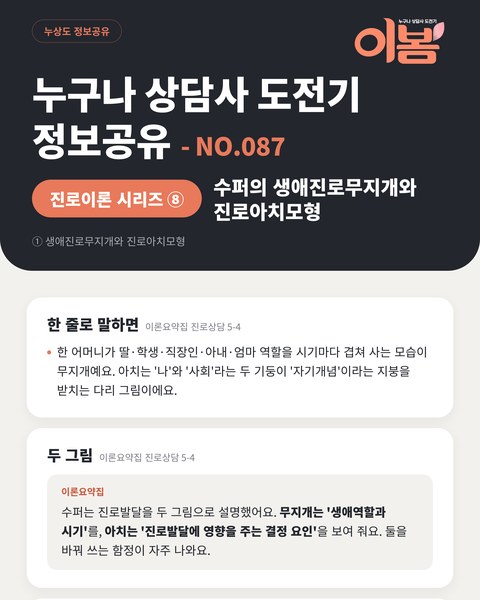 누상도 정보공유
누구나 상담사 도전기
이봄
누구나 상담사 도전기
정보공유 - NO.087
진로이론 시리즈 ⑧
수퍼의 생애진로무지개와
진로아치모형
① 생애진로무지개와 진로아치모형
한 줄로 말하면 이론요약집 진로상담 5-4
• 한 어머니가 딸·학생·직장인·아내·엄마 역할을 시기마다 겹쳐 사는 모습이
무지개예요. 아치는 '나'와 '사회'라는 두 기둥이 '자기개념'이라는 지붕을
받치는 다리 그림이에요.
두 그림 이론요약집 진로상담 5-4
이론요약집
수퍼는 진로발달을 두 그림으로 설명했어요. 무지개는 '생애역할과
시기'를, 아치는 '진로발달에 영향을 주는 결정 요인'을 보여 줘요. 둘을
바꿔 쓰는 함정이 자주 나와요.